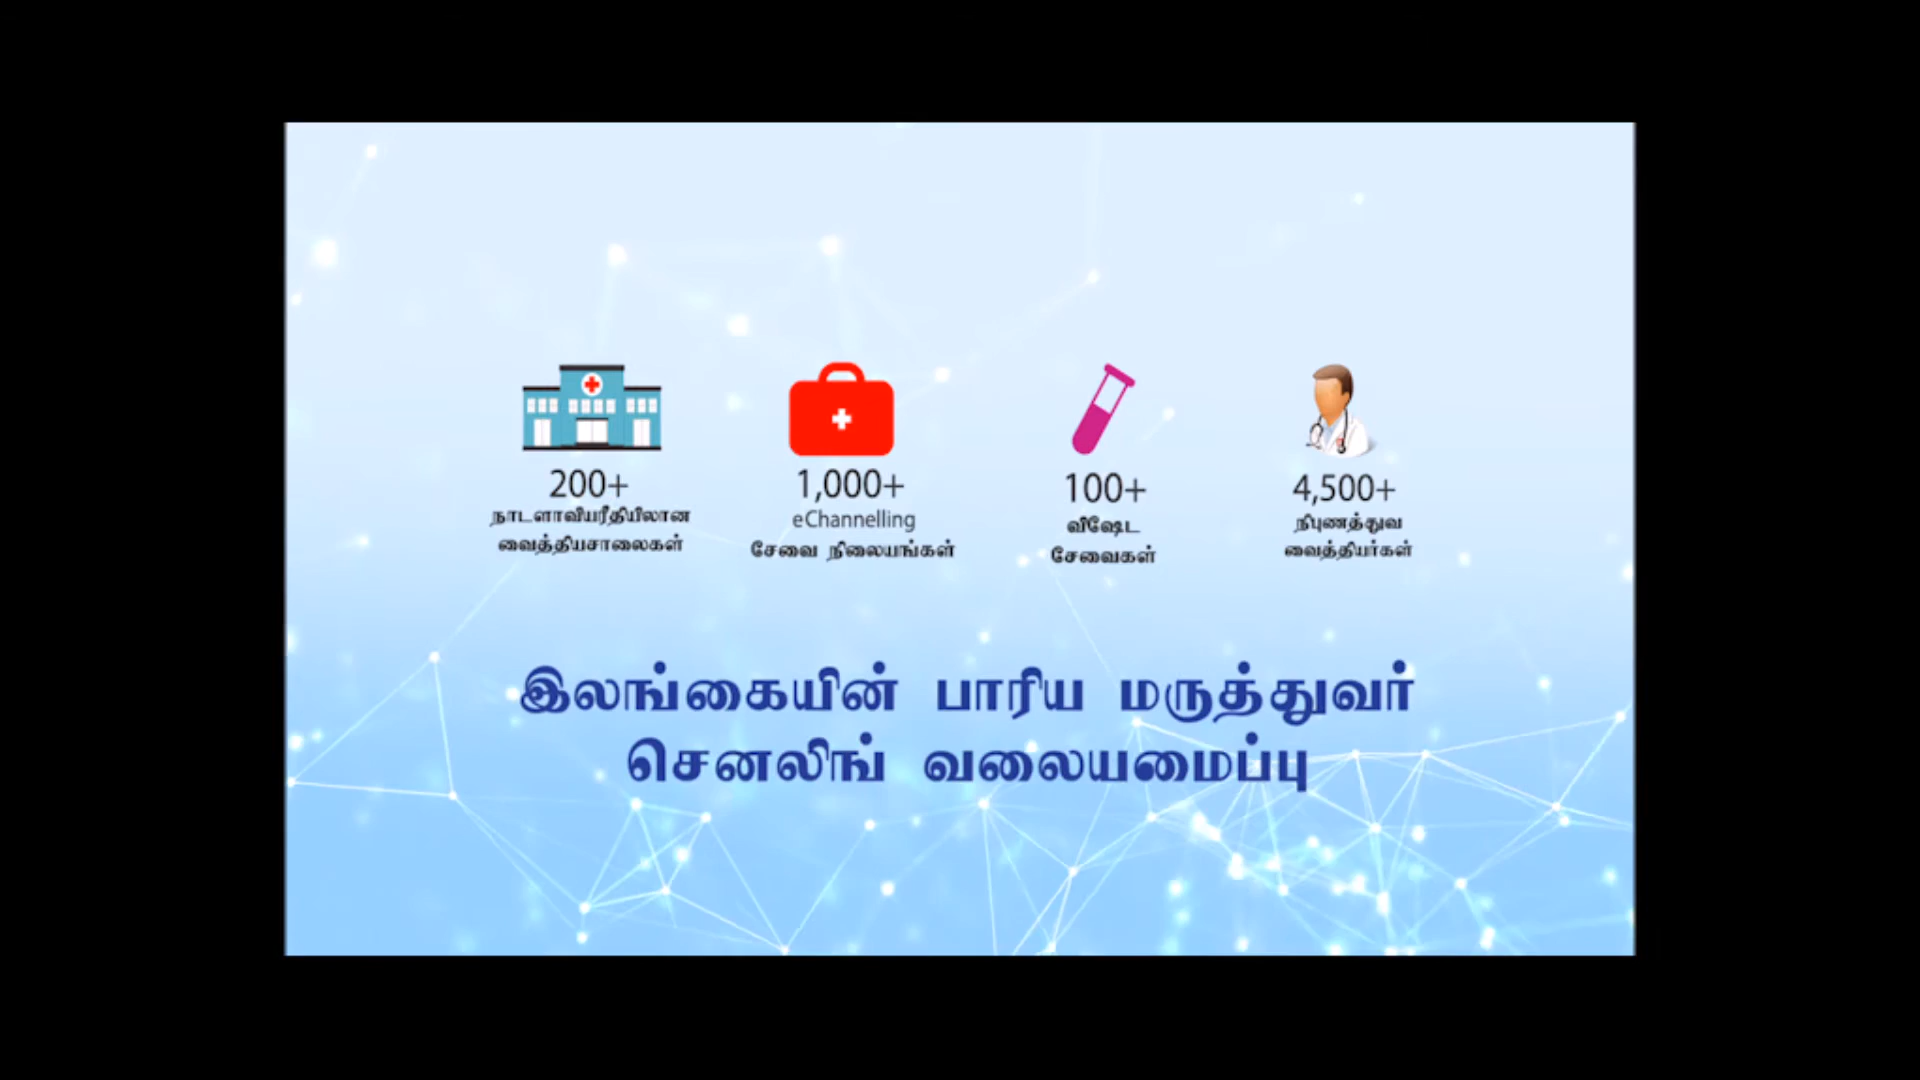 200+
நாடளாவியரீதியிலான
வைத்தியசாலைகள்
1,000+
eChannelling
சேவை நிலையங்கள்
100+
விஷேட
சேவைகள்
4,500+
நிபுணத்துவ
வைத்தியர்கள்
இலங்கையின் பாரிய மருத்துவர்
செனலிங் வலையமைப்பு